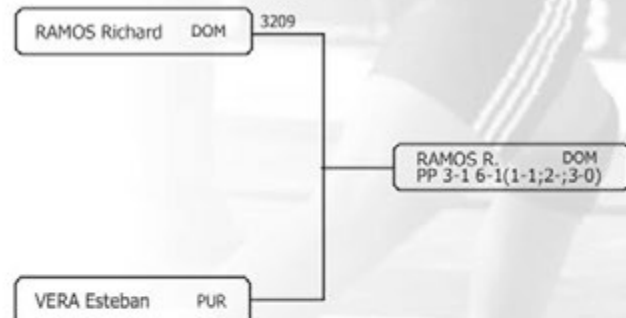 RAMOS Richard DOM
3209
RAMOS R. DOM
PP 3-1 6-1(1-1;2-;3-0)
VERA Esteban PUR